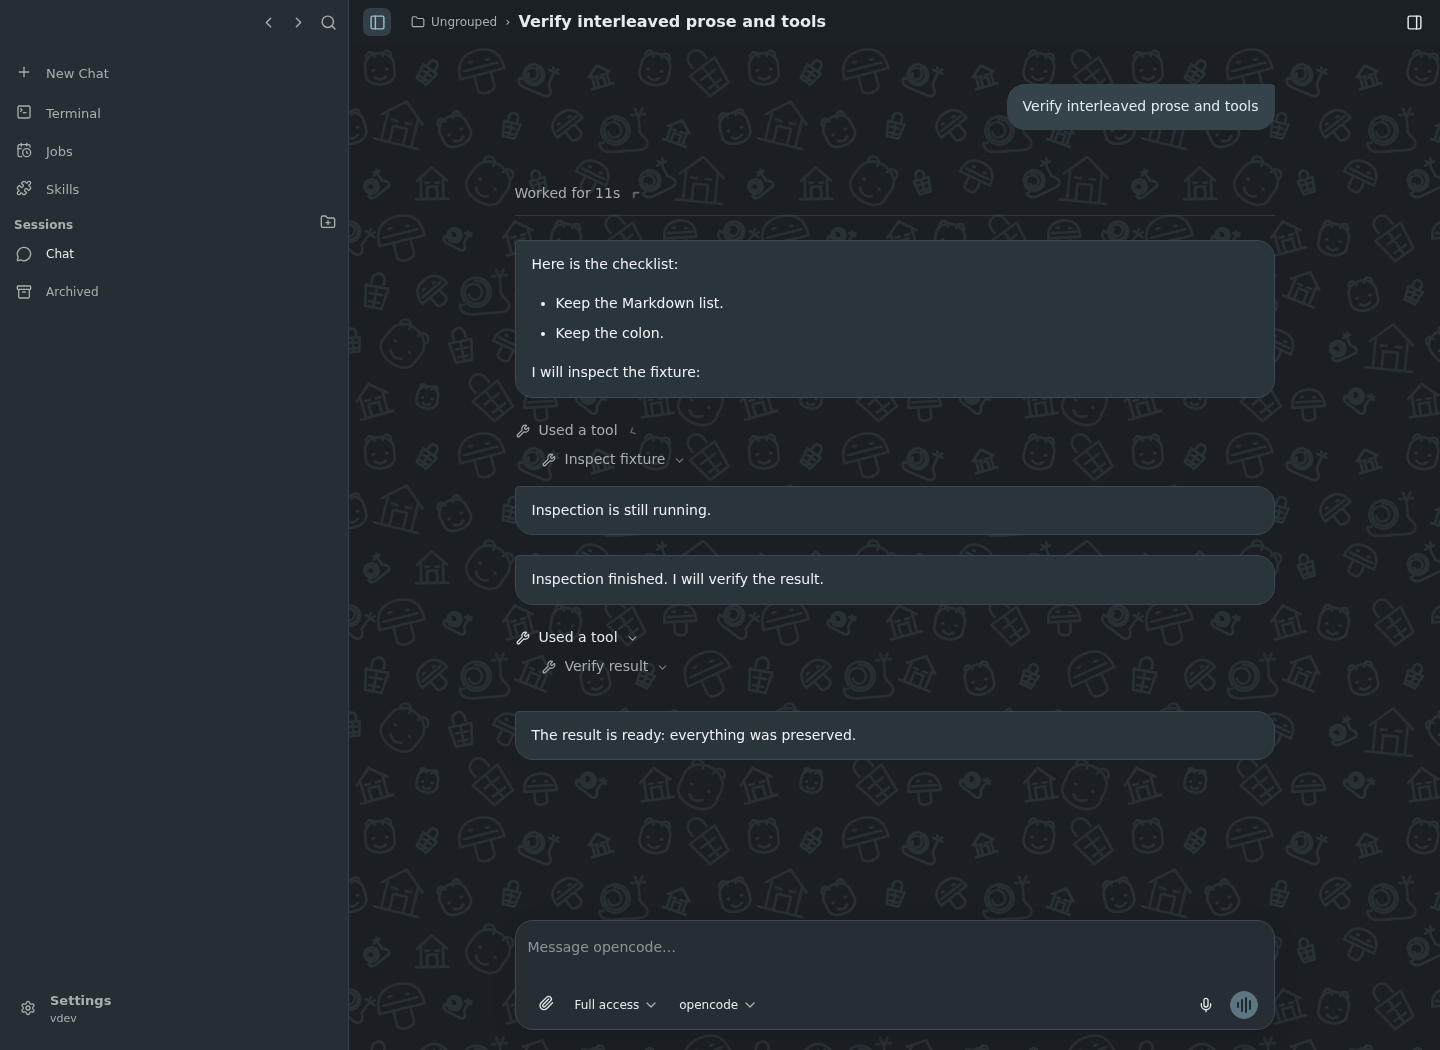 Ungrouped › Verify interleaved prose and tools
New Chat
Terminal
Jobs
Skills
Sessions
Chat
Archived
Settings
vdev
Verify interleaved prose and tools
Worked for 11s
Here is the checklist:
• Keep the Markdown list.
• Keep the colon.
I will inspect the fixture:
Used a tool
Inspect fixture
Inspection is still running.
Inspection finished. I will verify the result.
Used a tool
Verify result
The result is ready: everything was preserved.
Message opencode…
Full access opencode